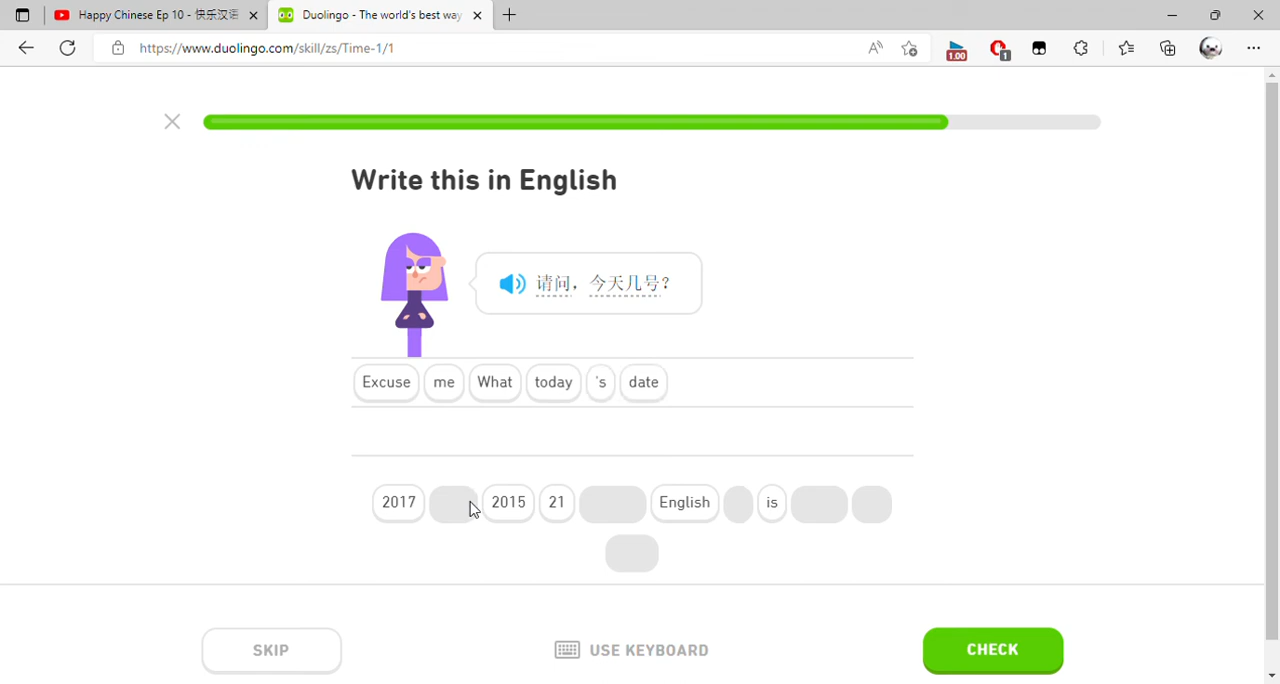 Happy Chinese Ep 10 - 快乐汉语
Duolingo - The world's best way
https://www.duolingo.com/skill/zs/Time-1/1
1.00
1
Write this in English
请问，今天几号？
Excuse me What today 's date
2017 2015 21 English is
SKIP
USE KEYBOARD
CHECK